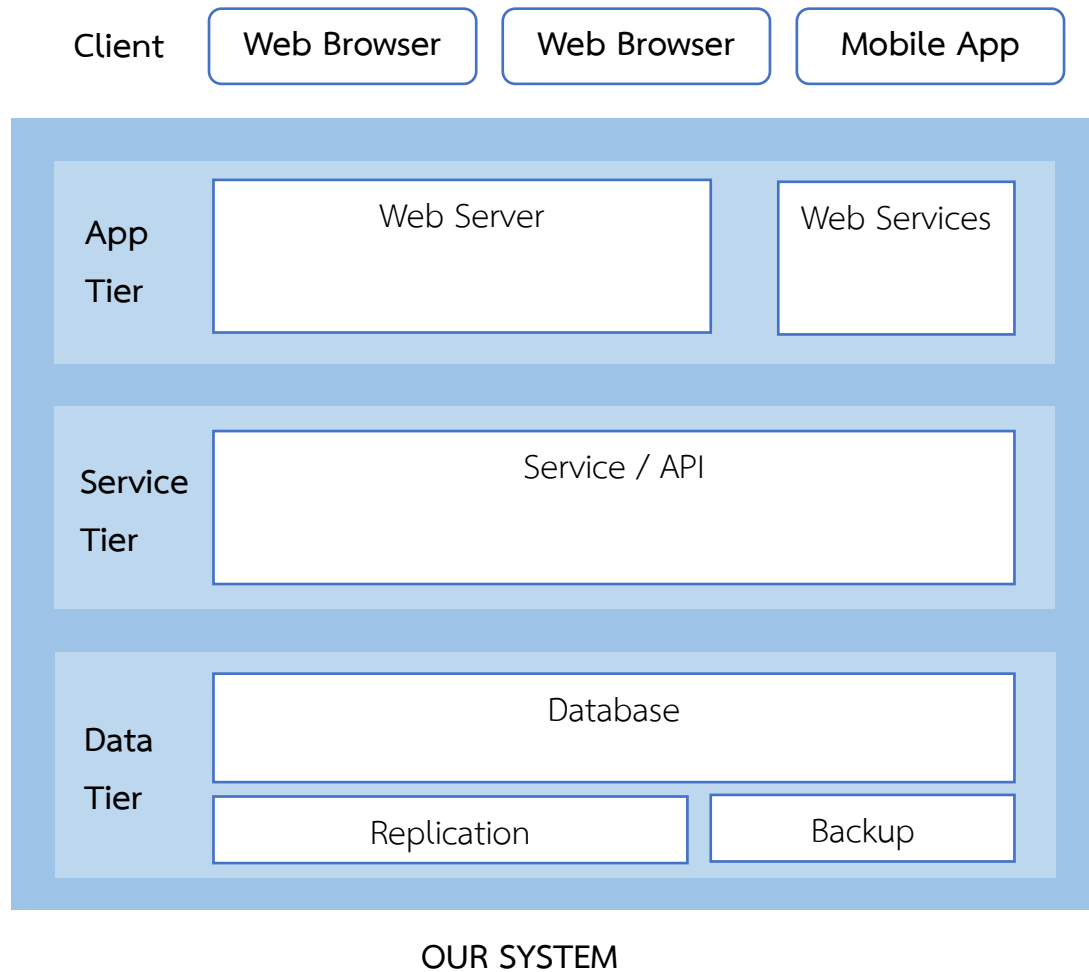 Client
Web Browser
Web Browser
Mobile App
App
Tier
Web Server
Web Services
Service
Tier
Service / API
Data
Tier
Database
Replication
Backup
OUR SYSTEM